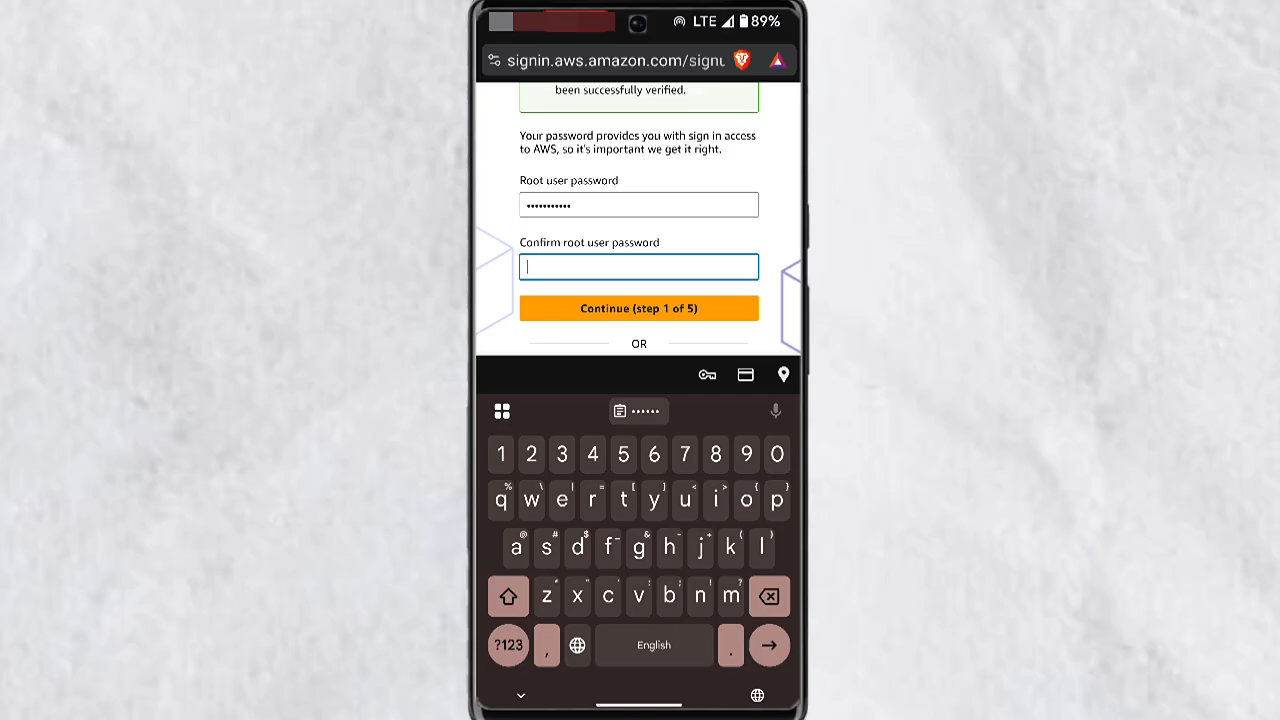 LTE 89%
signin.aws.amazon.com/signu
been successfully verified.
Your password provides you with sign in access
to AWS, so it's important we get it right.
Root user password
•••••••••••
Confirm root user password
Continue (step 1 of 5)
OR
••••••
1 2 3 4 5 6 7 8 9 0
q w e r t y u i o p
a s d f g h j k l
z x c v b n m
?123 , English .